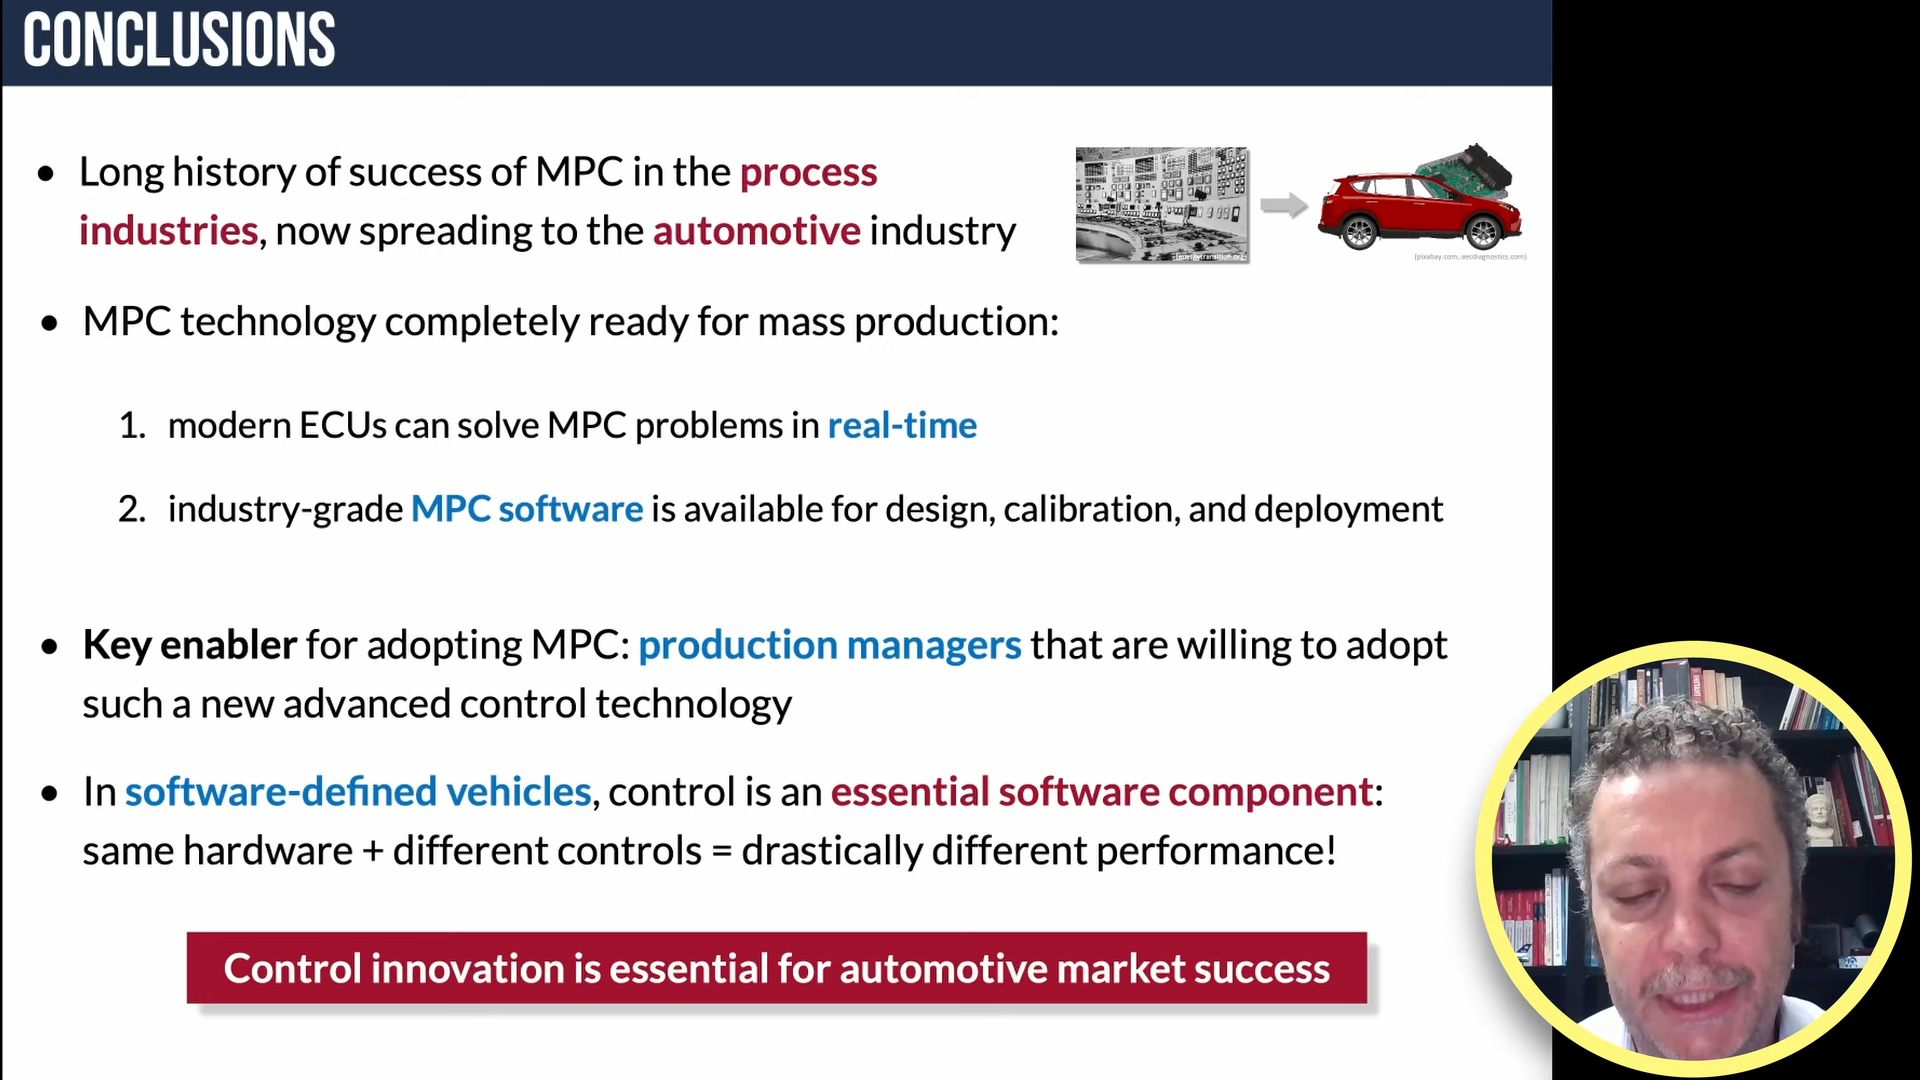 CONCLUSIONS
• Long history of success of MPC in the process
industries, now spreading to the automotive industry
(pixabay.com, aecdiagnostics.com)
• MPC technology completely ready for mass production:
1. modern ECUs can solve MPC problems in real-time
2. industry-grade MPC software is available for design, calibration, and deployment
• Key enabler for adopting MPC: production managers that are willing to adopt
such a new advanced control technology
• In software-defined vehicles, control is an essential software component:
same hardware + different controls = drastically different performance!
Control innovation is essential for automotive market success